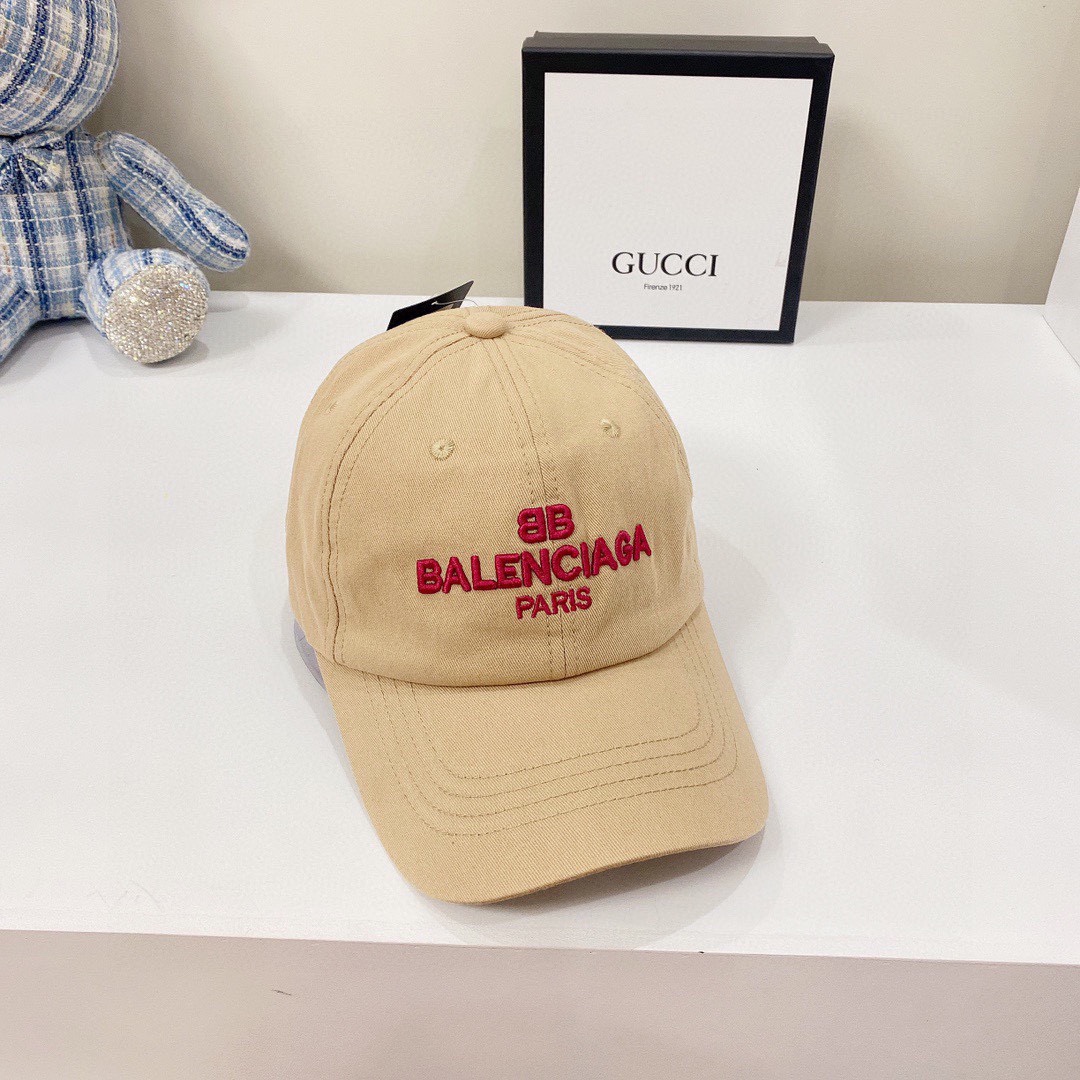 GUCCI
Firenze 1921
BB
BALENCIAGA
PARIS